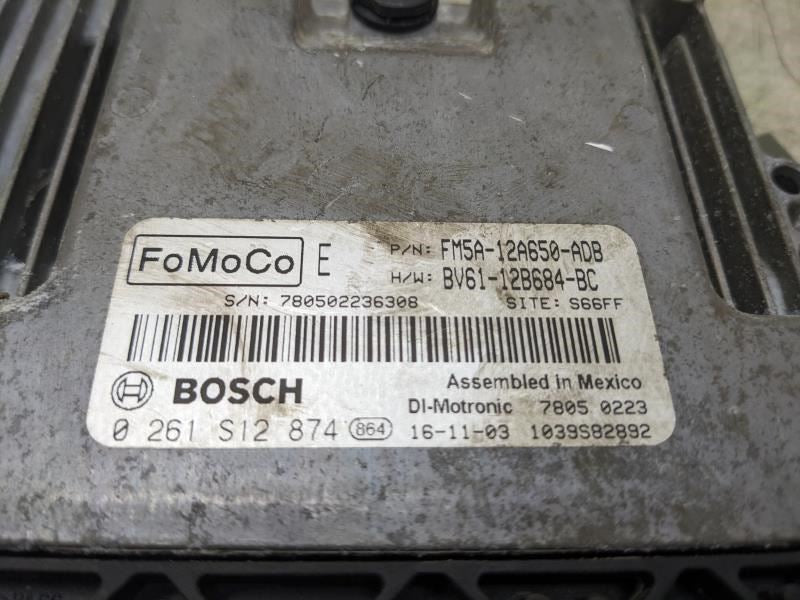 FoMoCo E P/N: FM5A-12A650-ADB
H/W: BV61-12B684-BC
S/N: 780502236308 SITE: S66FF
BOSCH Assembled in Mexico
DI-Motronic 7805 0223
0 261 S12 874 864 16-11-03 1039S82892